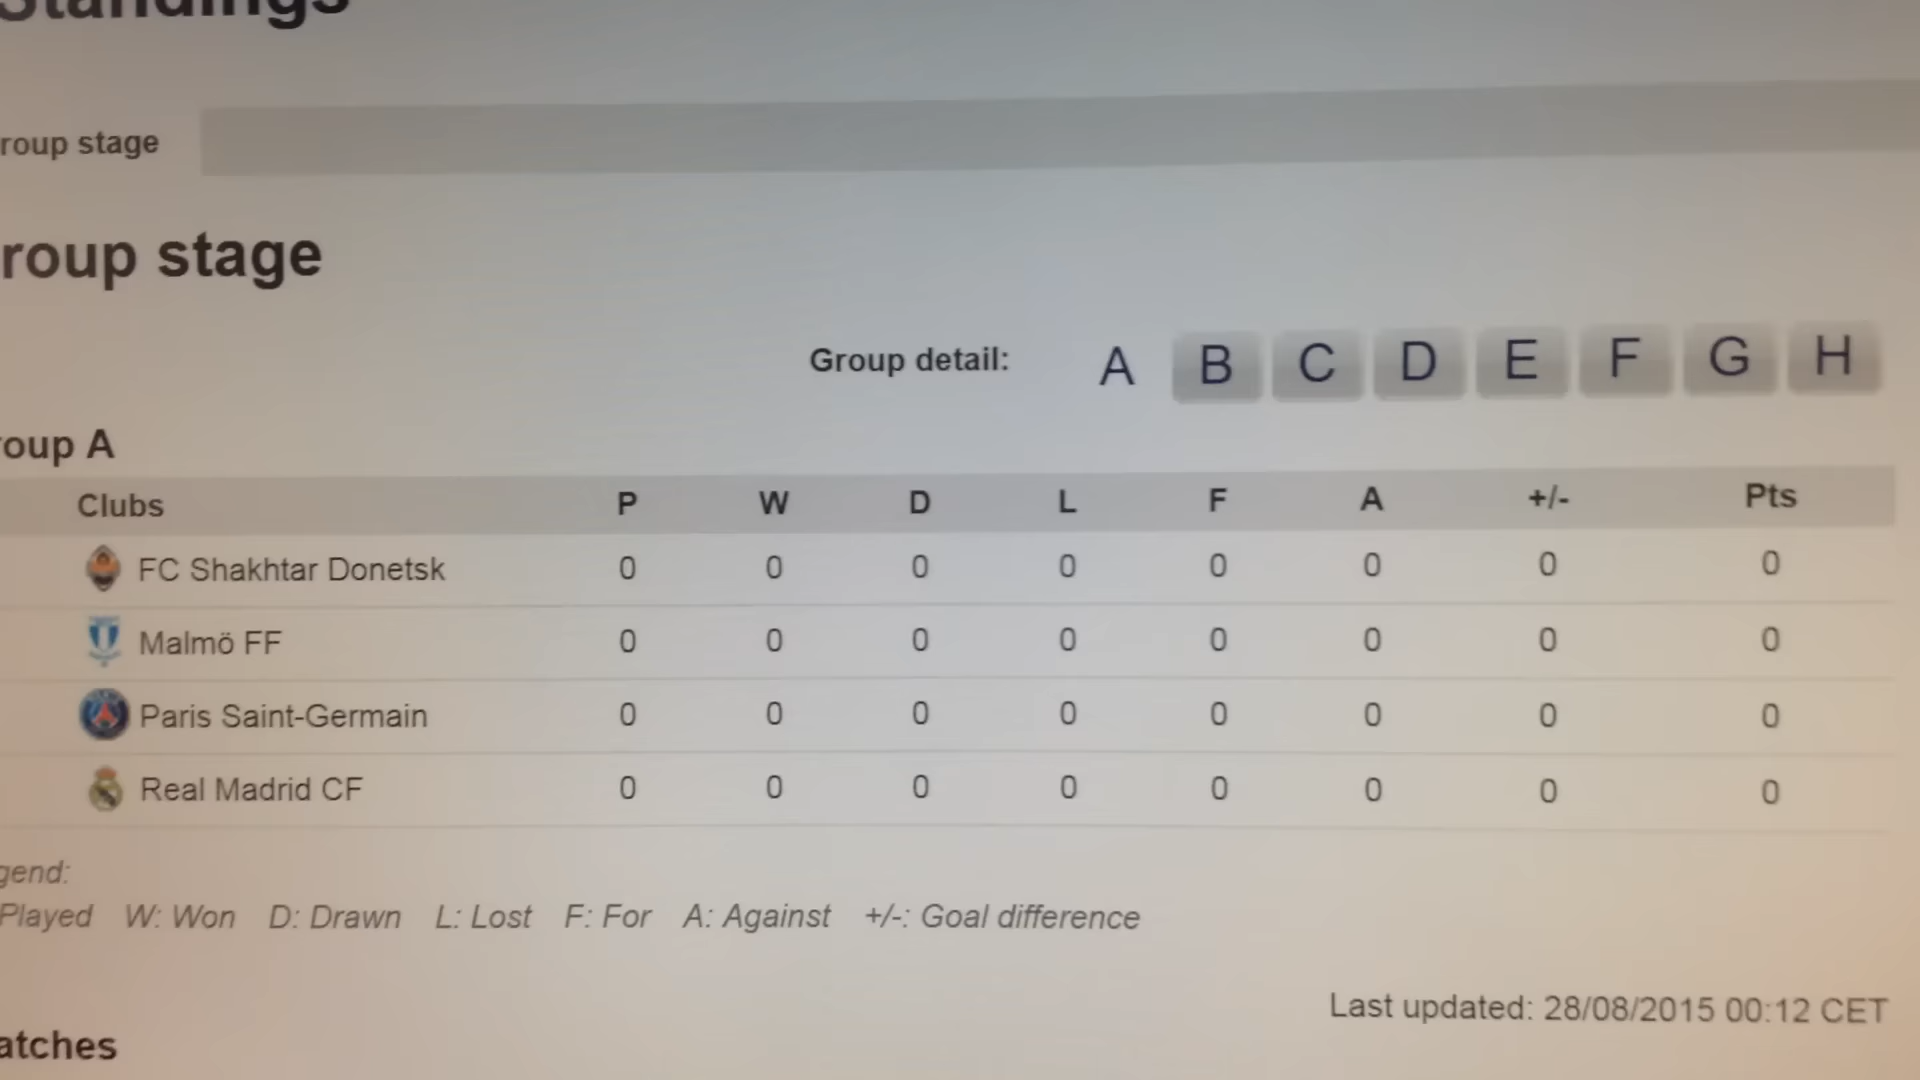 Standings
roup stage
roup stage
Group detail: A B C D E F G H
oup A
Clubs P W D L F A +/- Pts
FC Shakhtar Donetsk 0 0 0 0 0 0 0 0
Malmö FF 0 0 0 0 0 0 0 0
Paris Saint-Germain 0 0 0 0 0 0 0 0
Real Madrid CF 0 0 0 0 0 0 0 0
gend:
Played W: Won D: Drawn L: Lost F: For A: Against +/-: Goal difference
Last updated: 28/08/2015 00:12 CET
atches